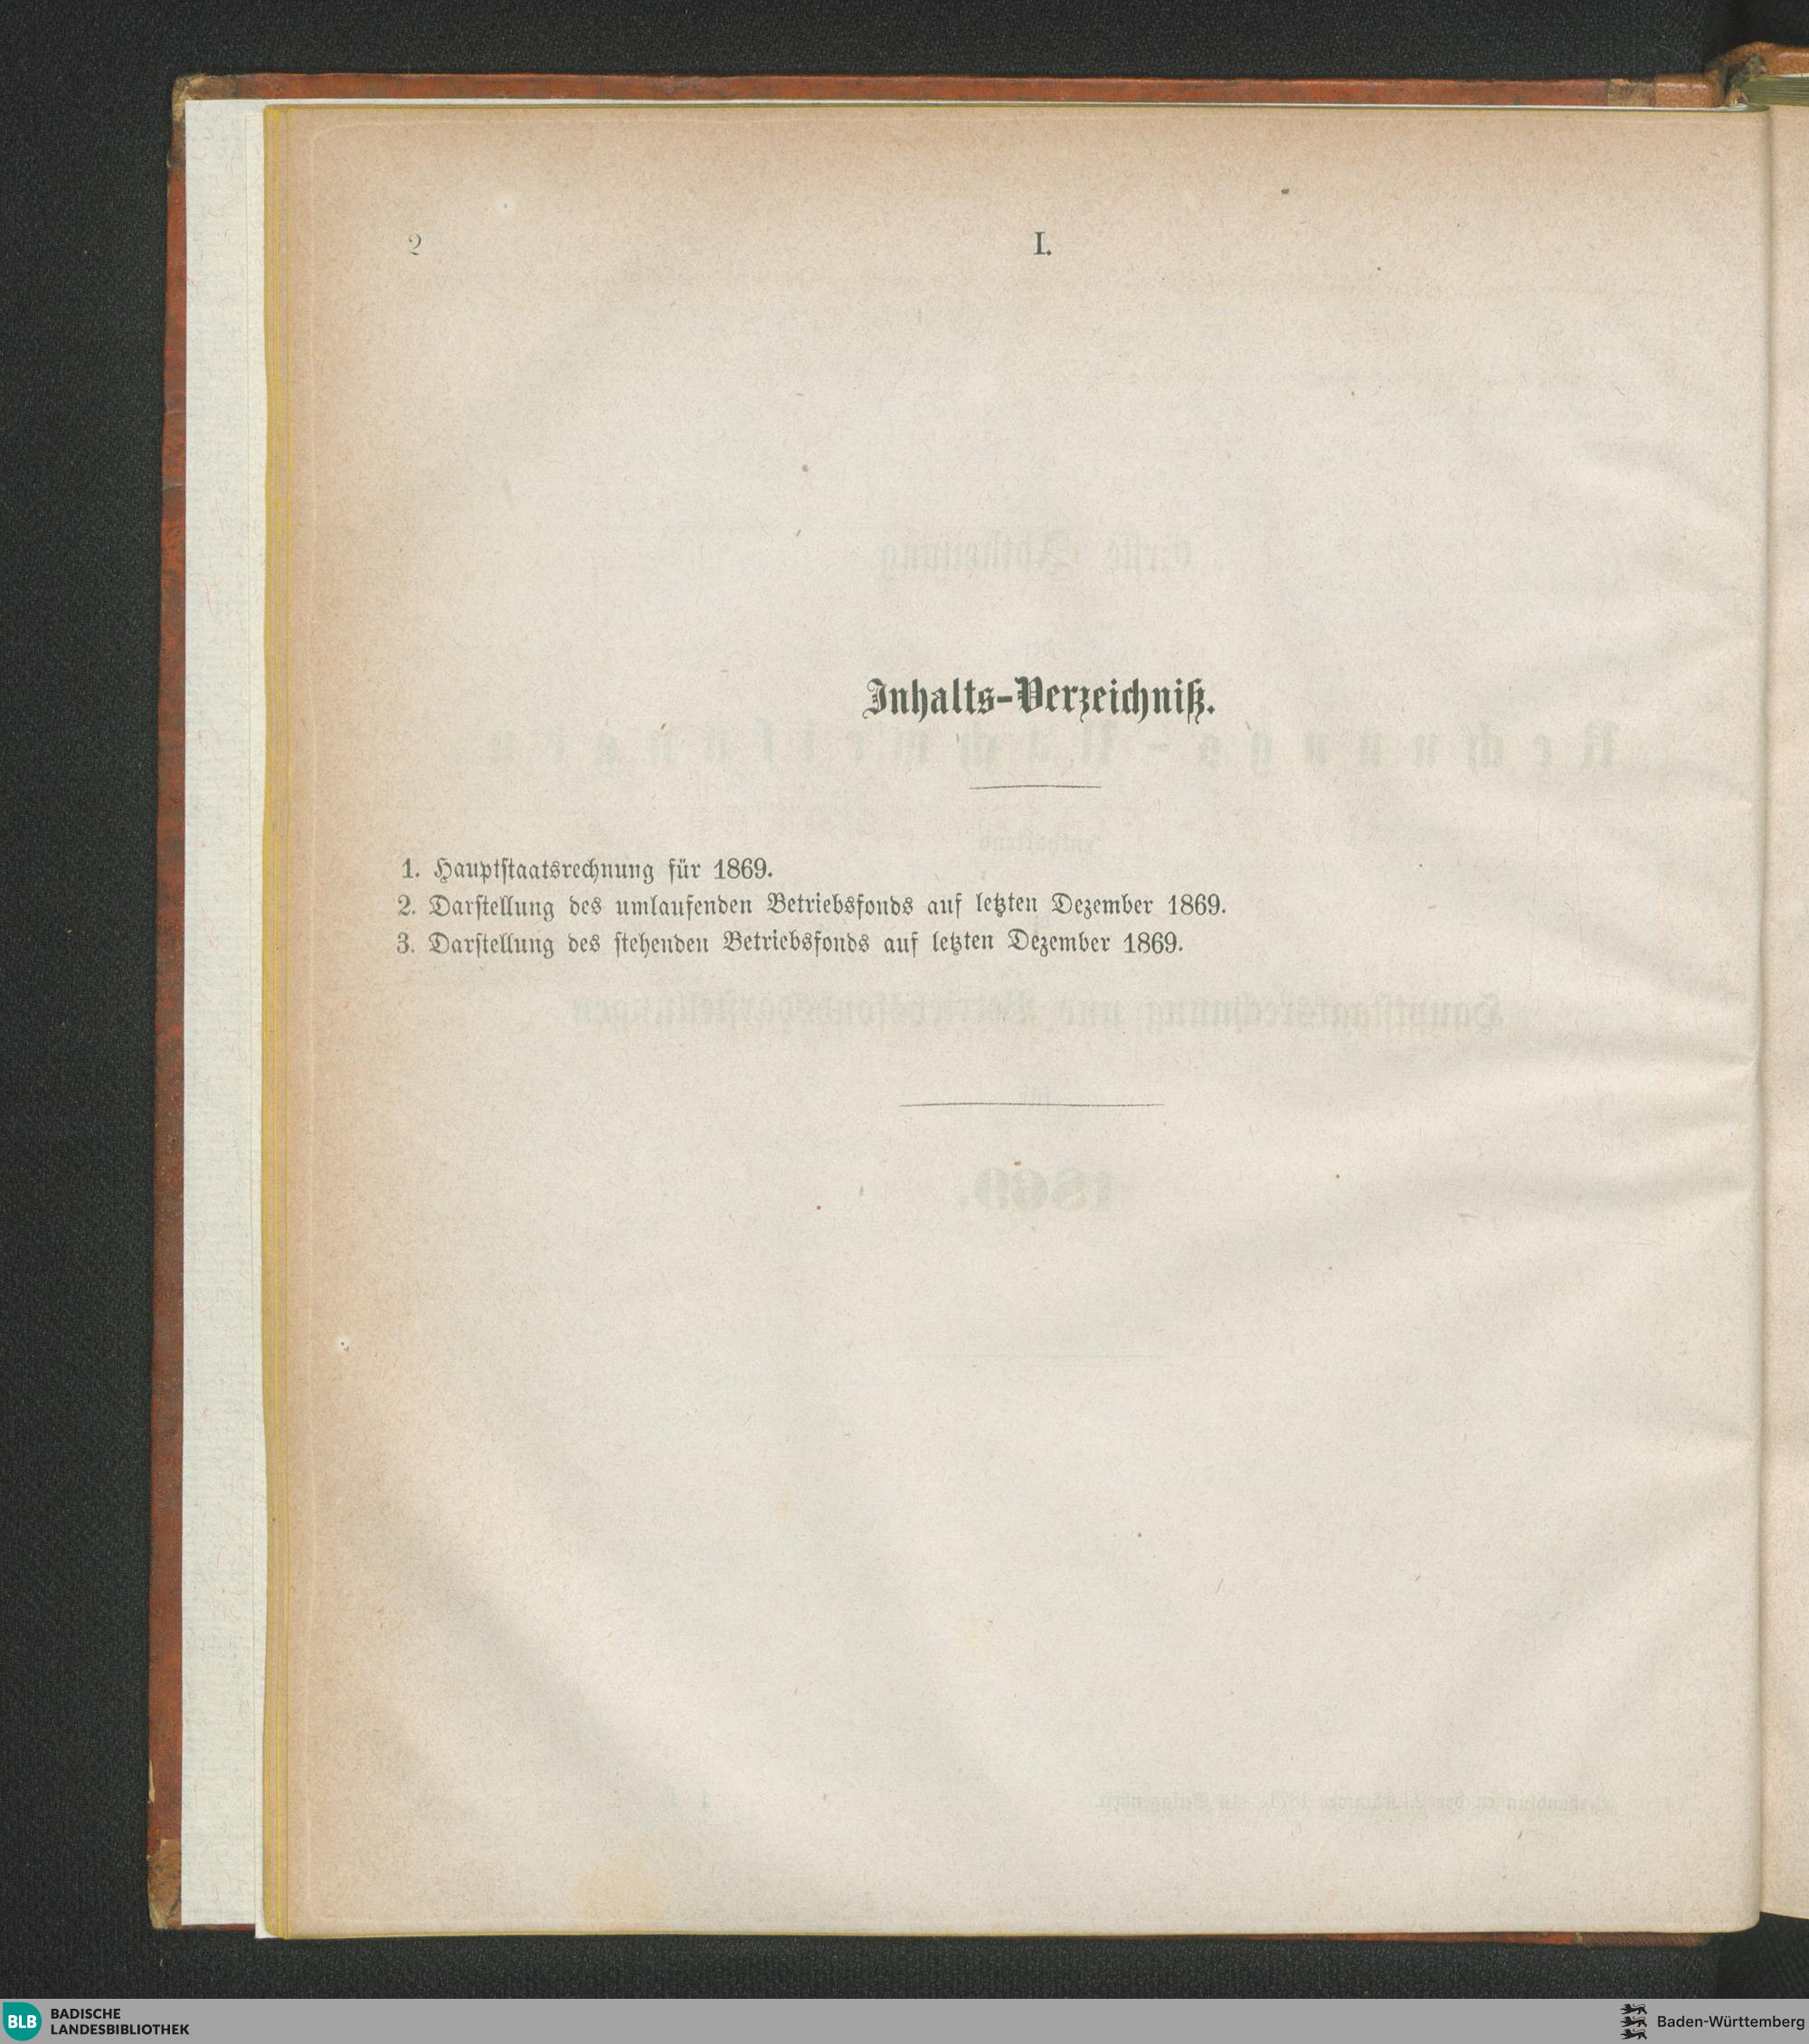 2
I.
Inhalts-Verzeichniß.
1. Hauptstaatsrechnung für 1869.
2. Darstellung des umlaufenden Betriebsfonds auf letzten Dezember 1869.
3. Darstellung des stehenden Betriebsfonds auf letzten Dezember 1869.
BLB BADISCHE
LANDESBIBLIOTHEK
Baden-Württemberg